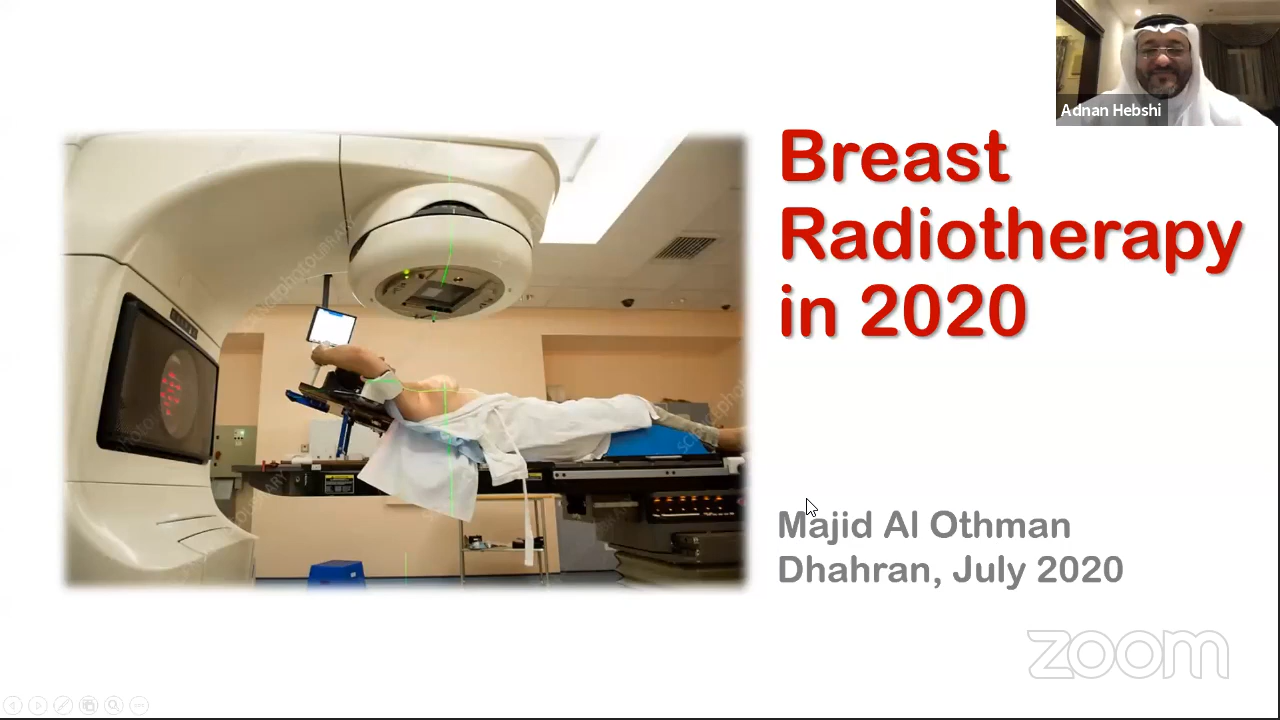 Adnan Hebshi
Breast
Radiotherapy
in 2020
Majid Al Othman
Dhahran, July 2020
zoom